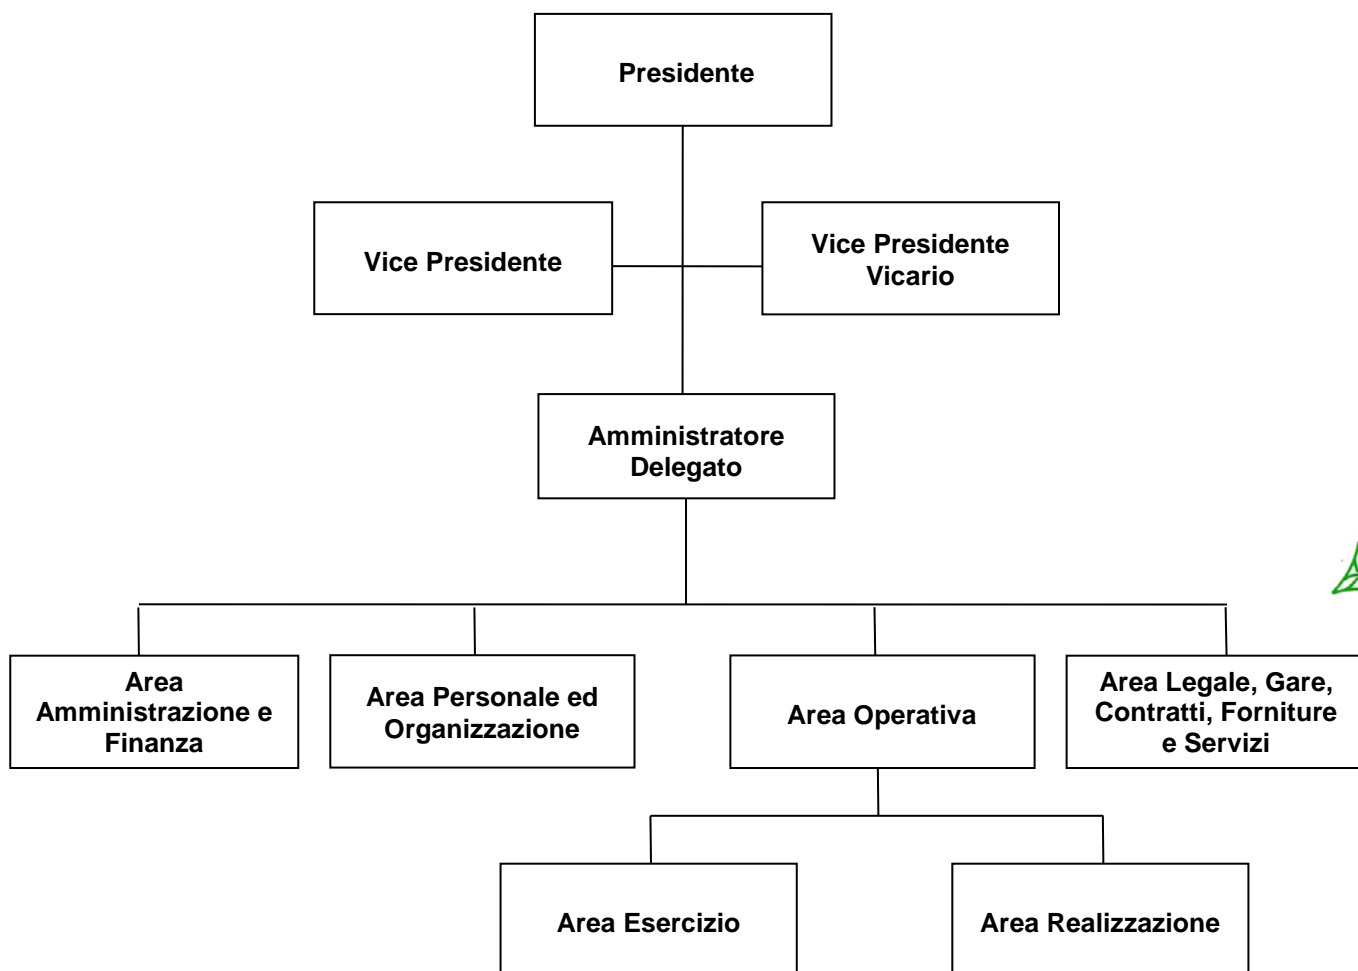 Presidente
Vice Presidente
Vice Presidente
Vicario
Amministratore
Delegato
Area
Amministrazione e
Finanza
Area Personale ed
Organizzazione
Area Operativa
Area Legale, Gare,
Contratti, Forniture
e Servizi
Area Esercizio
Area Realizzazione